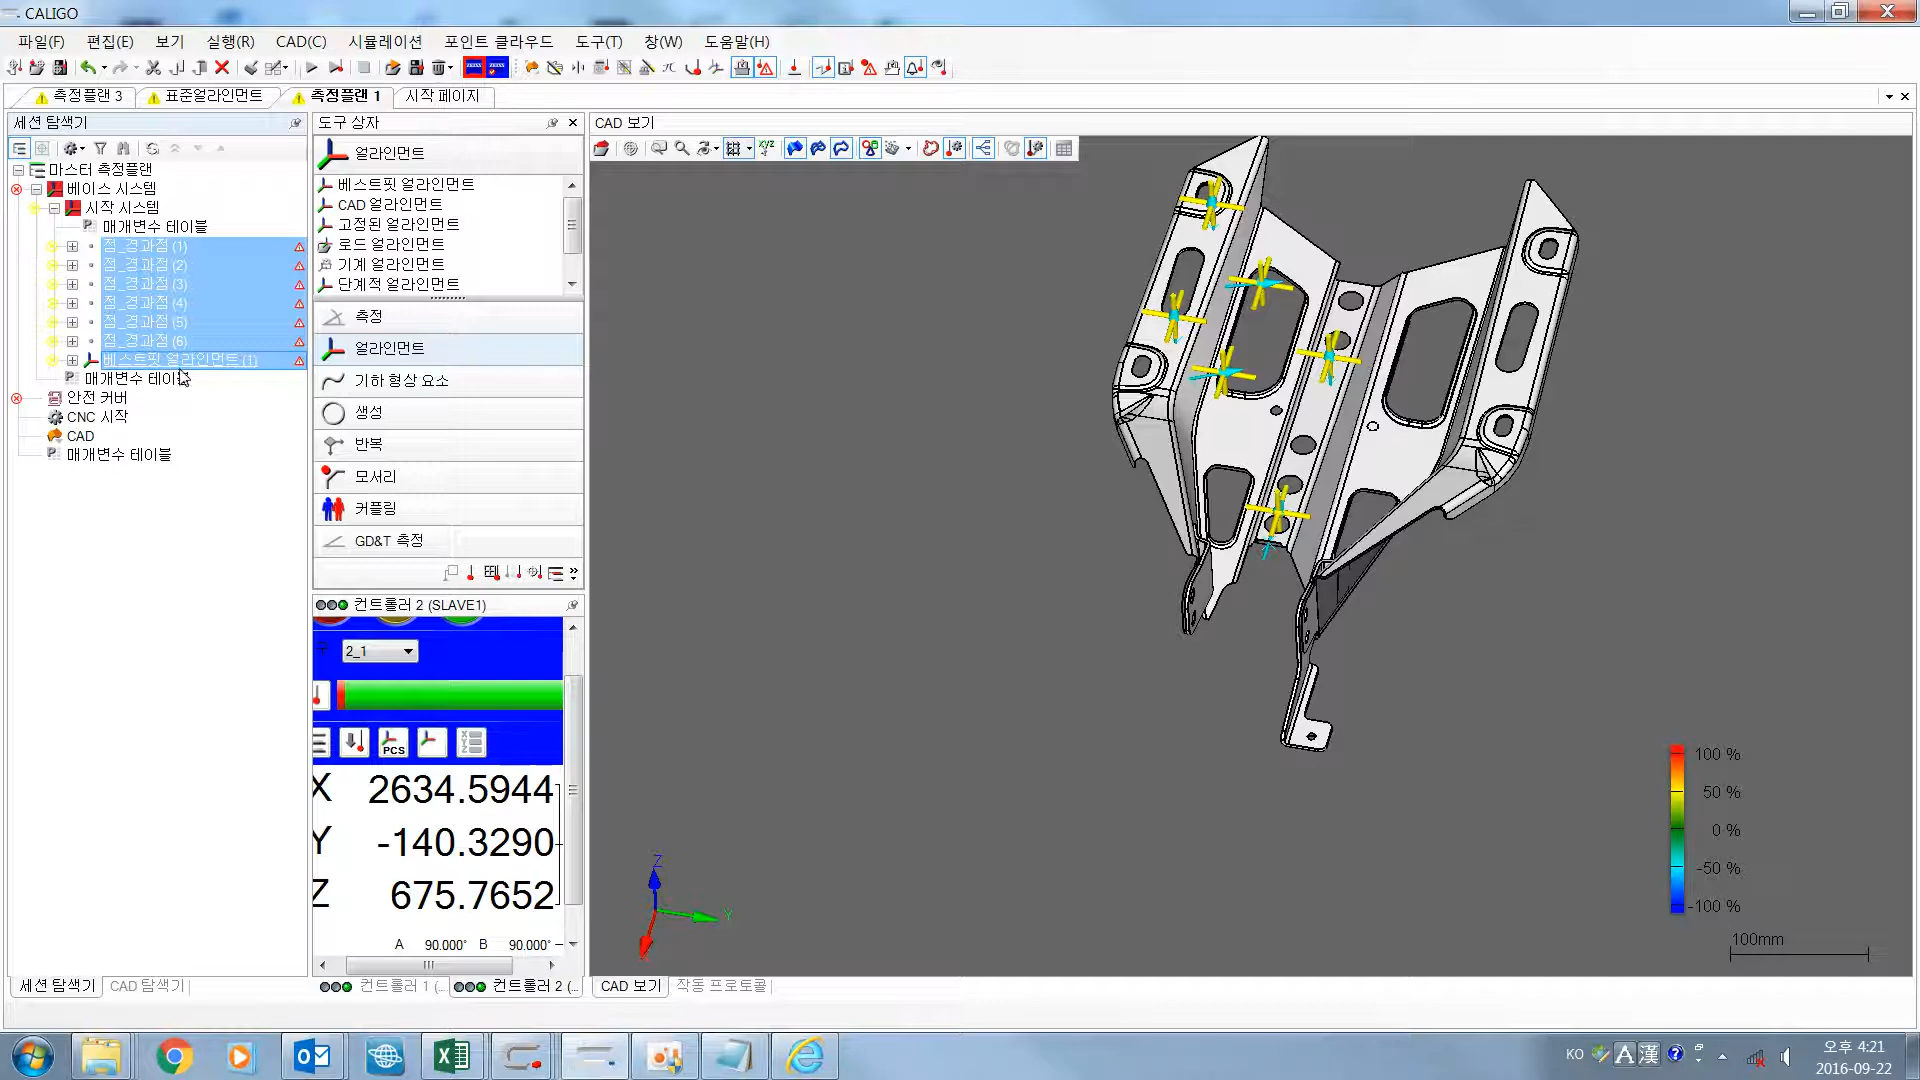 CALIGO
파일(F) 편집(E) 보기 실행(R) CAD(C) 시뮬레이션 포인트 클라우드 도구(T) 창(W) 도움말(H)
측정플랜 3 표준얼라인먼트 측정플랜 1 시작 페이지
세션 탐색기
마스터 측정플랜
베이스 시스템
시작 시스템
매개변수 테이블
점_경과점 (1)
점_경과점 (2)
점_경과점 (3)
점_경과점 (4)
점_경과점 (5)
점_경과점 (6)
베스트핏 얼라인먼트 (1)
매개변수 테이블
안전 커버
CNC 시작
CAD
매개변수 테이블
세션 탐색기 CAD 탐색기
도구 상자
얼라인먼트
베스트핏 얼라인먼트
CAD 얼라인먼트
고정된 얼라인먼트
로드 얼라인먼트
기계 얼라인먼트
단계적 얼라인먼트
측정
얼라인먼트
기하 형상 요소
생성
반복
모서리
커플링
GD&T 측정
컨트롤러 2 (SLAVE1)
2_1
PCS
X 2634.5944
Y -140.3290
Z 675.7652
A 90.000° B 90.000°
컨트롤러 1 (... 컨트롤러 2 (...
CAD 보기
xyz
Z
Y
100 %
50 %
0 %
-50 %
-100 %
100mm
CAD 보기 작동 프로토콜
KO A 漢
오후 4:21
2016-09-22